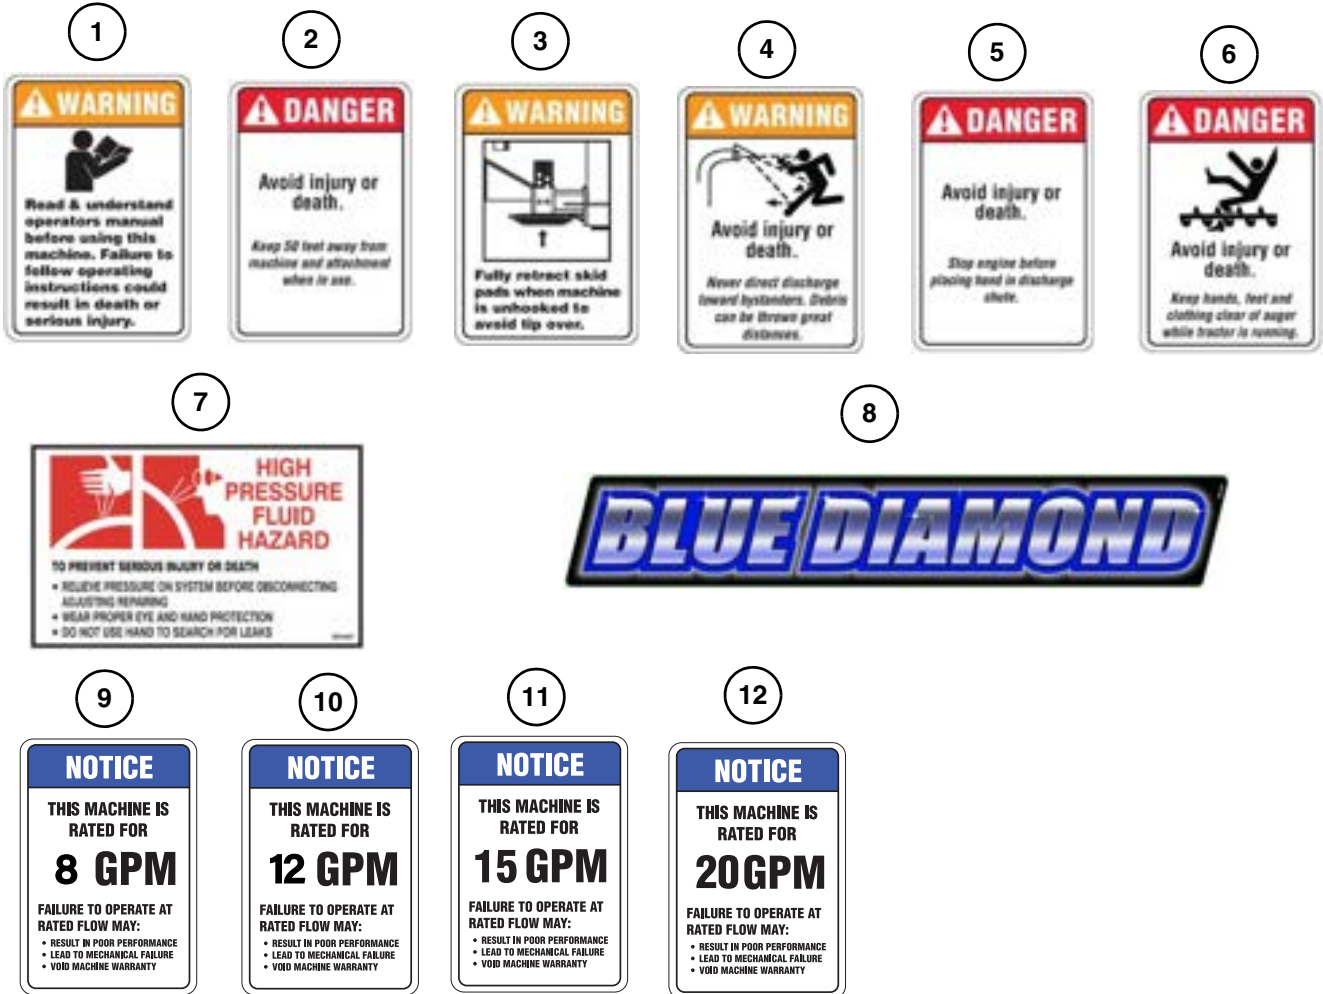 1
2
3
4
5
6
WARNING
Read & understand
operators manual
before using this
machine. Failure to
follow operating
instructions could
result in death or
serious injury.
DANGER
Avoid injury or
death.
Keep 50 feet away from
machine and attachment
when in use.
WARNING
Fully retract skid
pads when machine
is unhooked to
avoid tip over.
WARNING
Avoid injury or
death.
Never direct discharge
toward bystanders. Debris
can be thrown great
distances.
DANGER
Avoid injury or
death.
Stop engine before
placing hand in discharge
chute.
DANGER
Avoid injury or
death.
Keep hands, feet and
clothing clear of auger
while tractor is running.
7
HIGH
PRESSURE
FLUID
HAZARD
TO PREVENT SERIOUS INJURY OR DEATH
• RELIEVE PRESSURE ON SYSTEM BEFORE DISCONNECTING
ADJUSTING REPAIRING
• WEAR PROPER EYE AND HAND PROTECTION
• DO NOT USE HAND TO SEARCH FOR LEAKS
8
BLUE DIAMOND
9
10
11
12
NOTICE
THIS MACHINE IS
RATED FOR
8 GPM
FAILURE TO OPERATE AT
RATED FLOW MAY:
• RESULT IN POOR PERFORMANCE
• LEAD TO MECHANICAL FAILURE
• VOID MACHINE WARRANTY
NOTICE
THIS MACHINE IS
RATED FOR
12 GPM
FAILURE TO OPERATE AT
RATED FLOW MAY:
• RESULT IN POOR PERFORMANCE
• LEAD TO MECHANICAL FAILURE
• VOID MACHINE WARRANTY
NOTICE
THIS MACHINE IS
RATED FOR
15 GPM
FAILURE TO OPERATE AT
RATED FLOW MAY:
• RESULT IN POOR PERFORMANCE
• LEAD TO MECHANICAL FAILURE
• VOID MACHINE WARRANTY
NOTICE
THIS MACHINE IS
RATED FOR
20 GPM
FAILURE TO OPERATE AT
RATED FLOW MAY:
• RESULT IN POOR PERFORMANCE
• LEAD TO MECHANICAL FAILURE
• VOID MACHINE WARRANTY